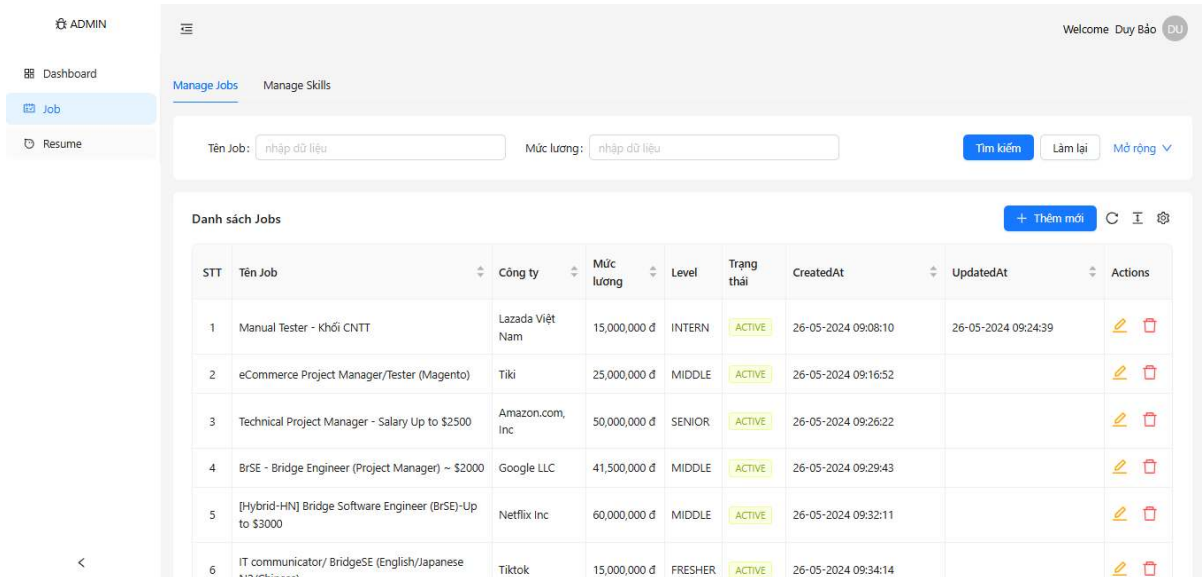 ADMIN
Welcome Duy Bảo DU
Dashboard
Job
Resume
Manage Jobs Manage Skills
Tên Job: nhập dữ liệu Mức lương: nhập dữ liệu Tìm kiếm Làm lại Mở rộng
Danh sách Jobs + Thêm mới
STT Tên Job Công ty Mức lương Level Trạng thái CreatedAt UpdatedAt Actions
1 Manual Tester - Khối CNTT Lazada Việt Nam 15,000,000 đ INTERN ACTIVE 26-05-2024 09:08:10 26-05-2024 09:24:39
2 eCommerce Project Manager/Tester (Magento) Tiki 25,000,000 đ MIDDLE ACTIVE 26-05-2024 09:16:52
3 Technical Project Manager - Salary Up to $2500 Amazon.com, Inc 50,000,000 đ SENIOR ACTIVE 26-05-2024 09:26:22
4 BrSE - Bridge Engineer (Project Manager) ~ $2000 Google LLC 41,500,000 đ MIDDLE ACTIVE 26-05-2024 09:29:43
5 [Hybrid-HN] Bridge Software Engineer (BrSE)-Up to $3000 Netflix Inc 60,000,000 đ MIDDLE ACTIVE 26-05-2024 09:32:11
6 IT communicator/ BridgeSE (English/Japanese Tiktok 15,000,000 đ FRESHER ACTIVE 26-05-2024 09:34:14